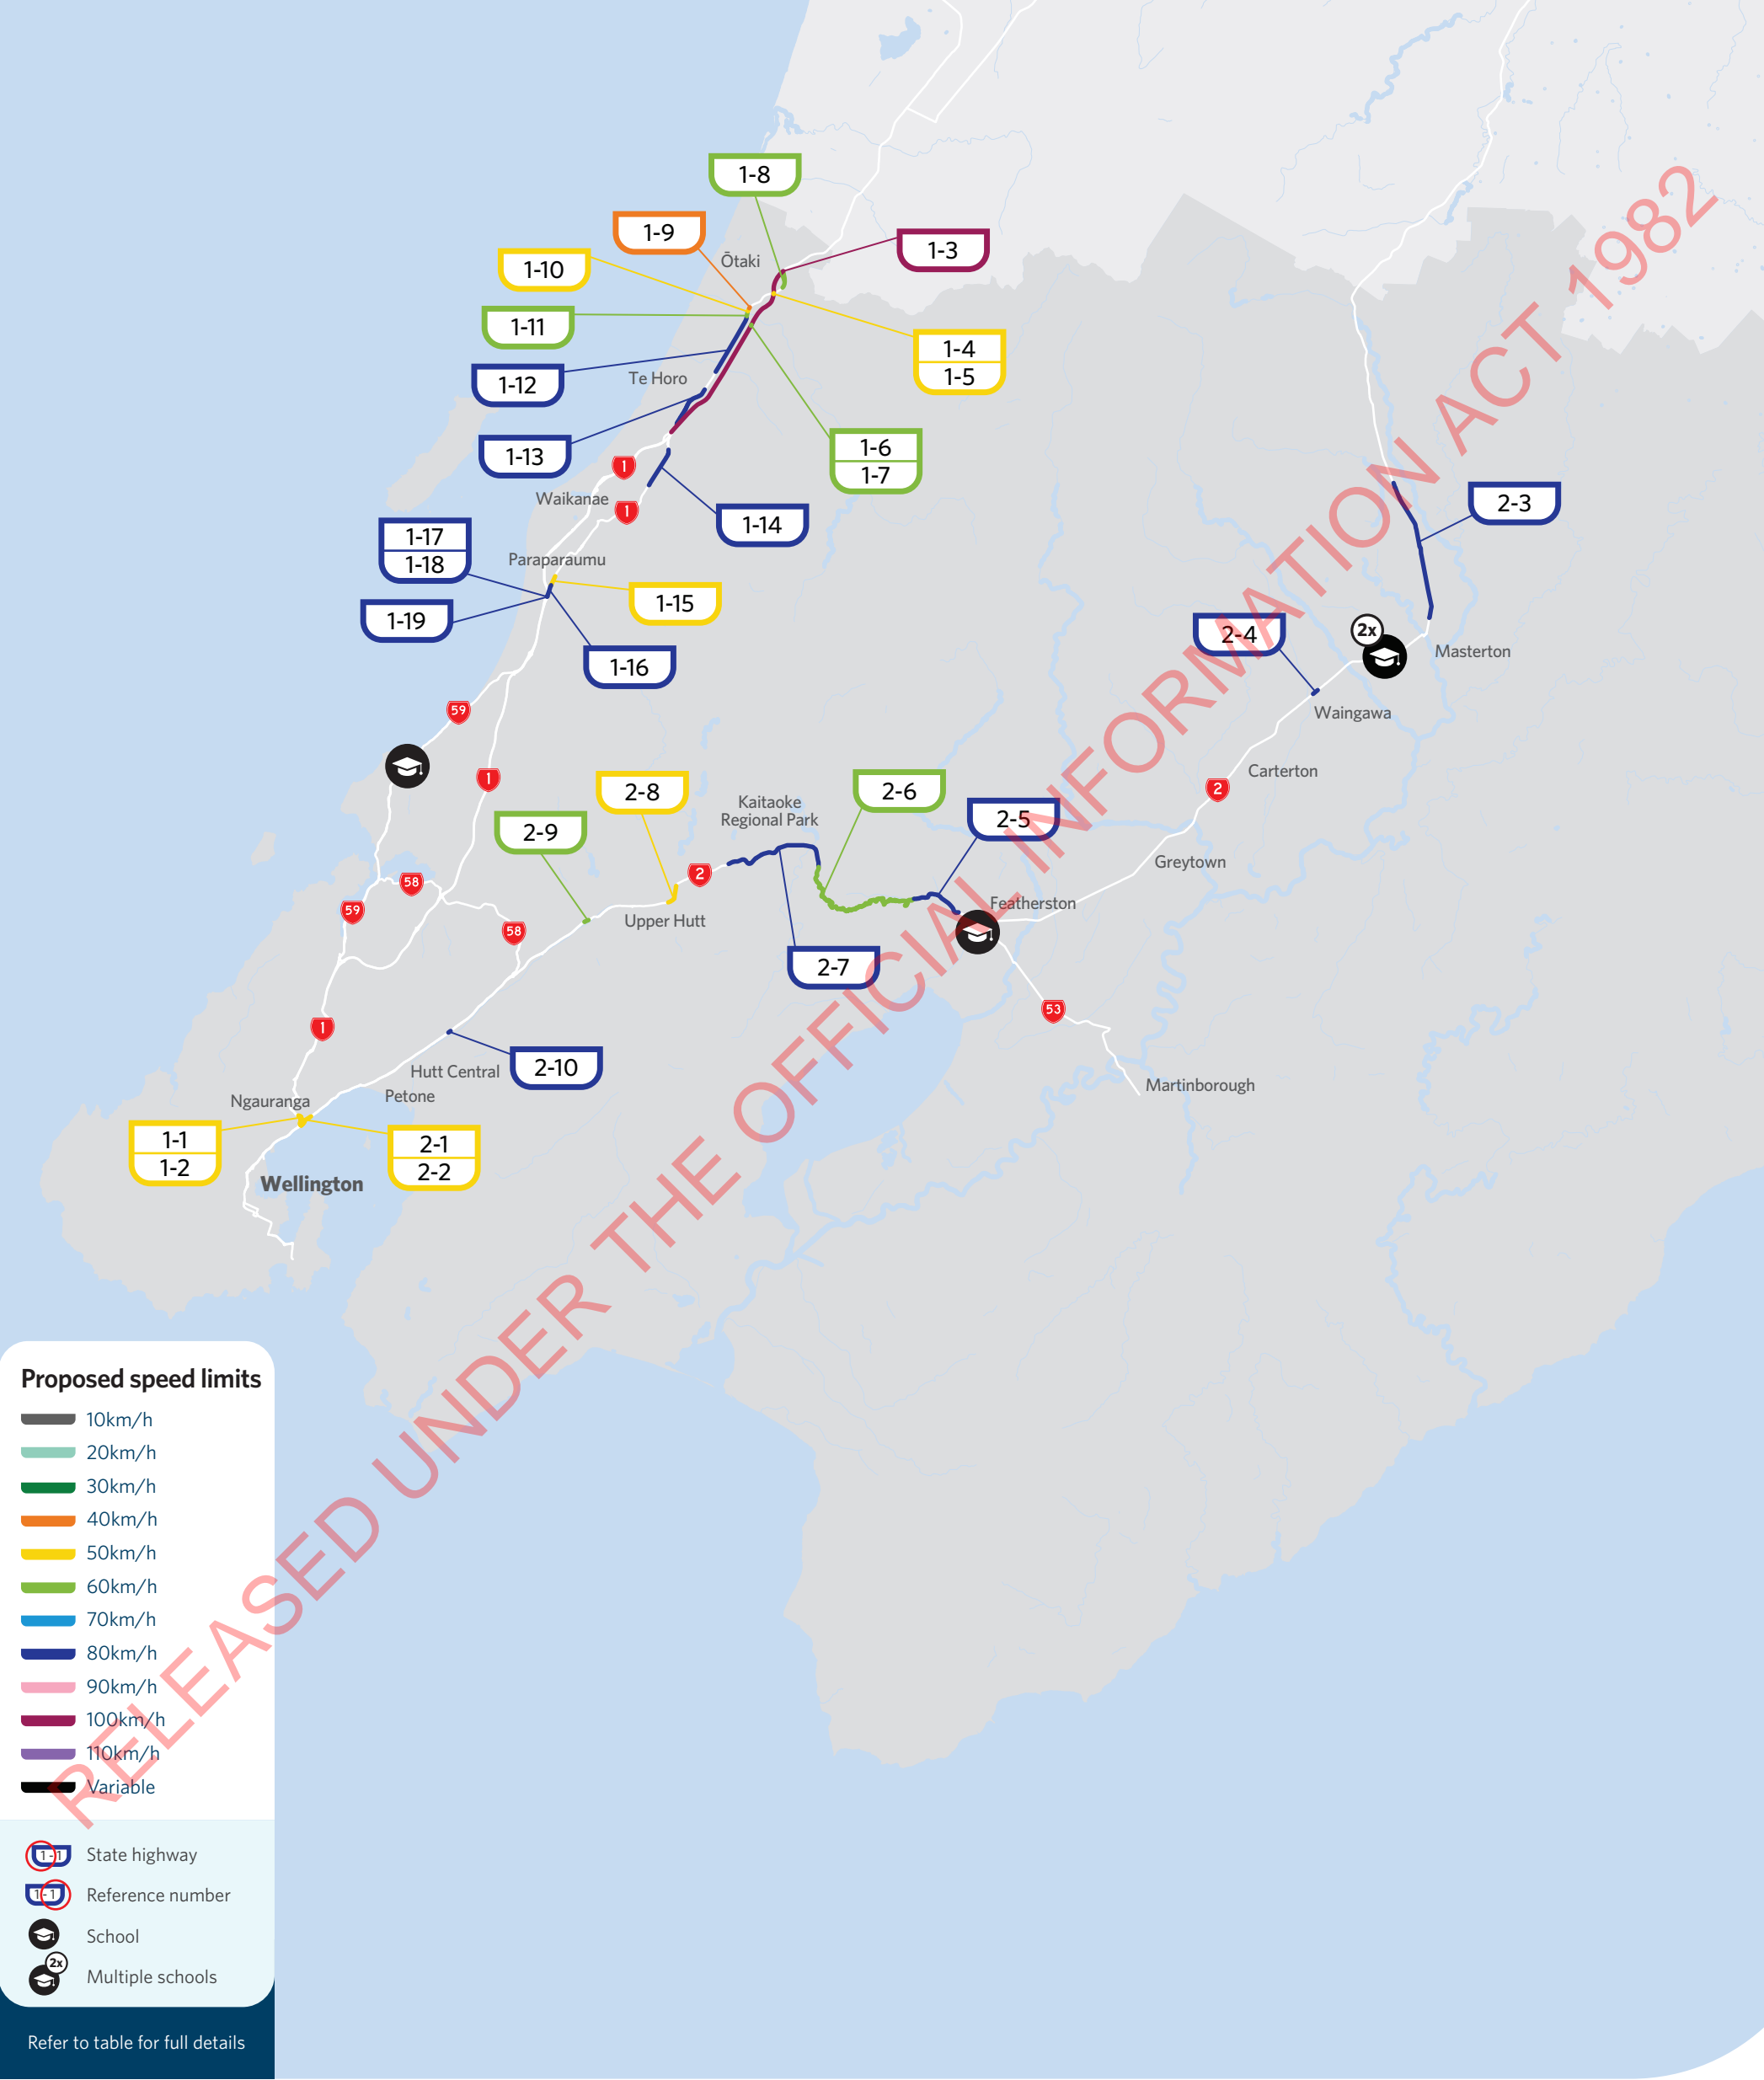 1-8
1-9
1-3
Ōtaki
1-10
1-11
1-4
1-5
1-12
Te Horo
1-6
1-7
1-13
1
Waikanae
1
1-14
2-3
1-17
1-18
Paraparaumu
1-15
1-19
1-16
2-4
2x
Masterton
59
Waingawa
1
Carterton
2
2-8
Kaitaoke
Regional Park
2-6
2-5
2-9
Greytown
58
2
59
Featherston
Upper Hutt
58
2-7
53
1
2-10
Hutt Central
Petone
Martinborough
Ngauranga
1-1
1-2
2-1
2-2
Wellington
RELEASED UNDER THE OFFICIAL INFORMATION ACT 1982
Proposed speed limits
10km/h
20km/h
30km/h
40km/h
50km/h
60km/h
70km/h
80km/h
90km/h
100km/h
110km/h
Variable
1 - 1 State highway
1 - 1 Reference number
School
2x
Multiple schools
Refer to table for full details